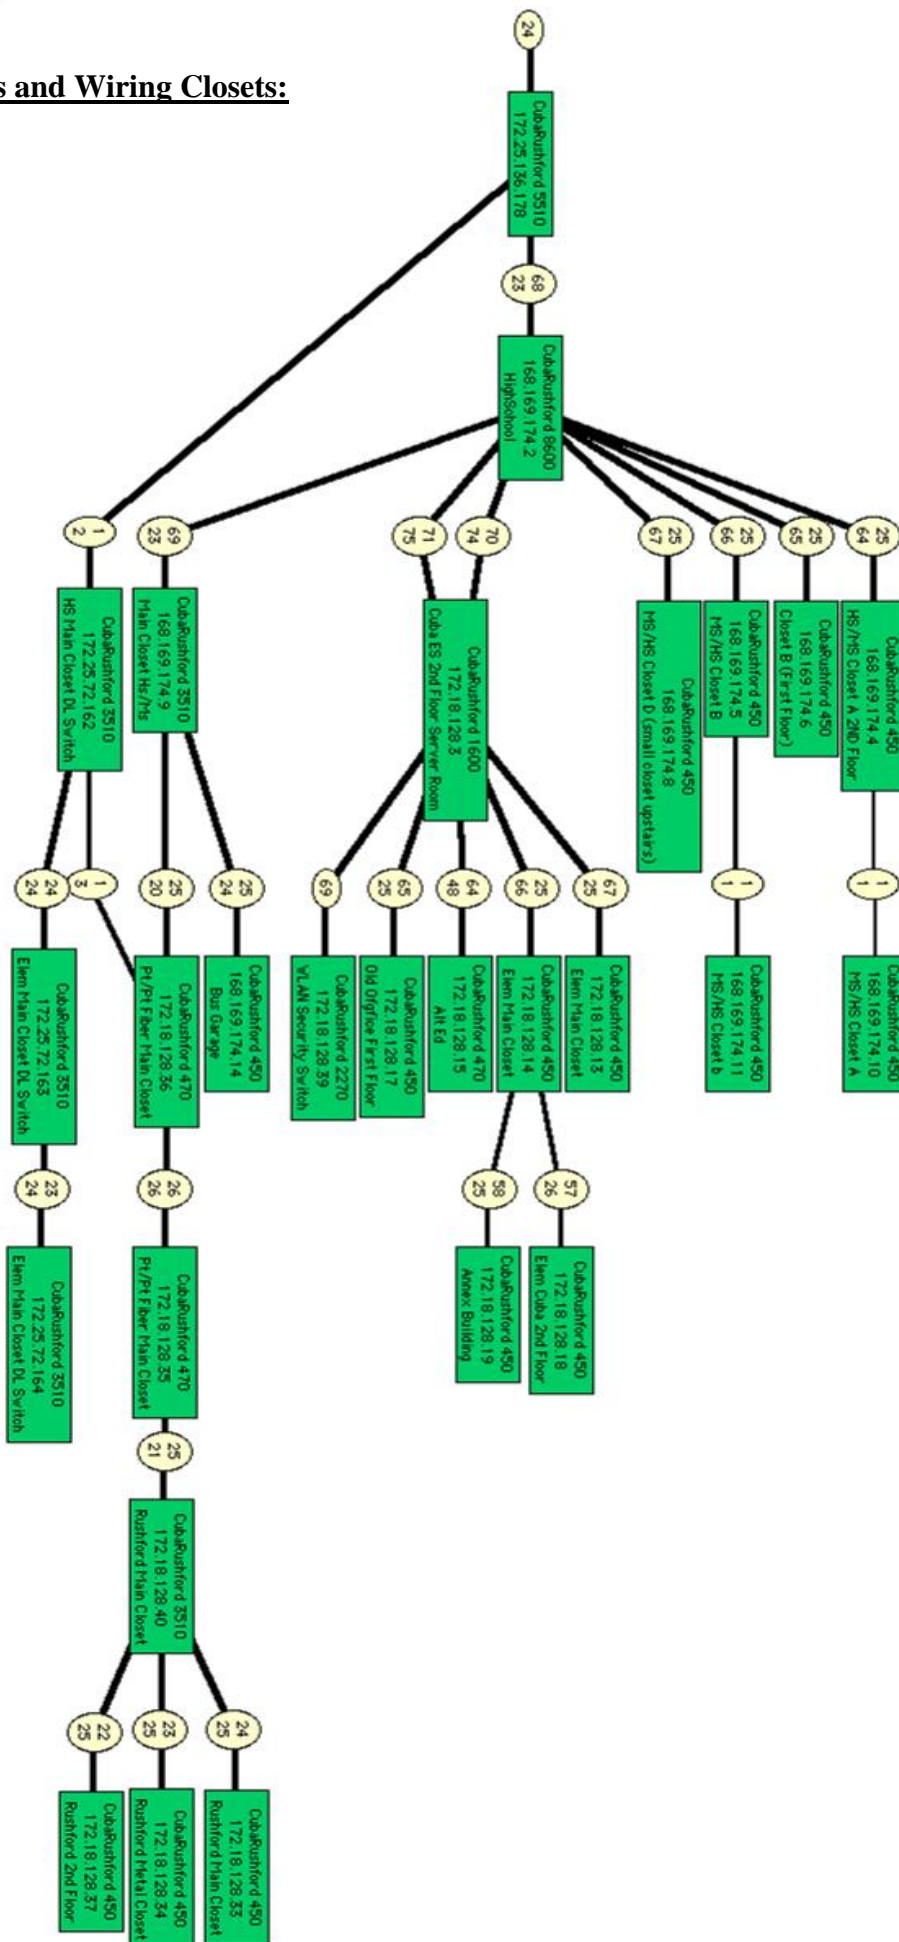 s and Wiring Closets:
24
CubaRushford 5510
172.25.136.178
68
23
CubaRushford 8600
168.169.174.2
HighSchool
25
64
25
65
25
66
25
67
70
74
71
75
69
23
1
2
CubaRushford 450
168.169.174.4
HS/MS Closet A 2ND Floor
CubaRushford 450
168.169.174.6
Closet B (First Floor)
CubaRushford 450
168.169.174.5
MS/HS Closet B
CubaRushford 450
168.169.174.8
MS/HS Closet D (small closet upstairs)
CubaRushford 1600
172.18.128.3
Cuba ES 2nd Floor Server Room
CubaRushford 3510
168.169.174.9
Main Closet Hs/Ms
CubaRushford 3510
172.25.72.162
HS Main Closet DL Switch
1
1
1
1
67
25
25
66
64
48
65
25
69
25
24
25
20
1
3
24
24
CubaRushford 450
168.169.174.10
MS/HS Closet A
CubaRushford 450
168.169.174.11
MS/HS Closet b
CubaRushford 450
172.18.128.13
Elem Main Closet
CubaRushford 450
172.18.128.14
Elem Main Closet
CubaRushford 470
172.18.128.15
Alt Ed
CubaRushford 450
172.18.128.17
Old Ofgfioe First Floor
CubaRushford 2270
172.18.128.39
WLAN Security Switch
CubaRushford 450
168.169.174.14
Bus Garage
CubaRushford 470
172.18.128.36
Pt/Pt Fiber Main Closet
CubaRushford 3510
172.25.72.163
Elem Main Closet DL Switch
57
26
58
25
26
26
23
24
CubaRushford 450
172.18.128.18
Elem Cuba 2nd Floor
CubaRushford 450
172.18.128.19
Annex Building
CubaRushford 470
172.18.128.35
Pt/Pt Fiber Main Closet
CubaRushford 3510
172.25.72.164
Elem Main Closet DL Switch
25
21
CubaRushford 3510
172.18.128.40
Rushford Main Closet
24
25
23
25
22
25
CubaRushford 450
172.18.128.33
Rushford Main Closet
CubaRushford 450
172.18.128.34
Rushford Metal Closet
CubaRushford 450
172.18.128.37
Rushford 2nd Floor